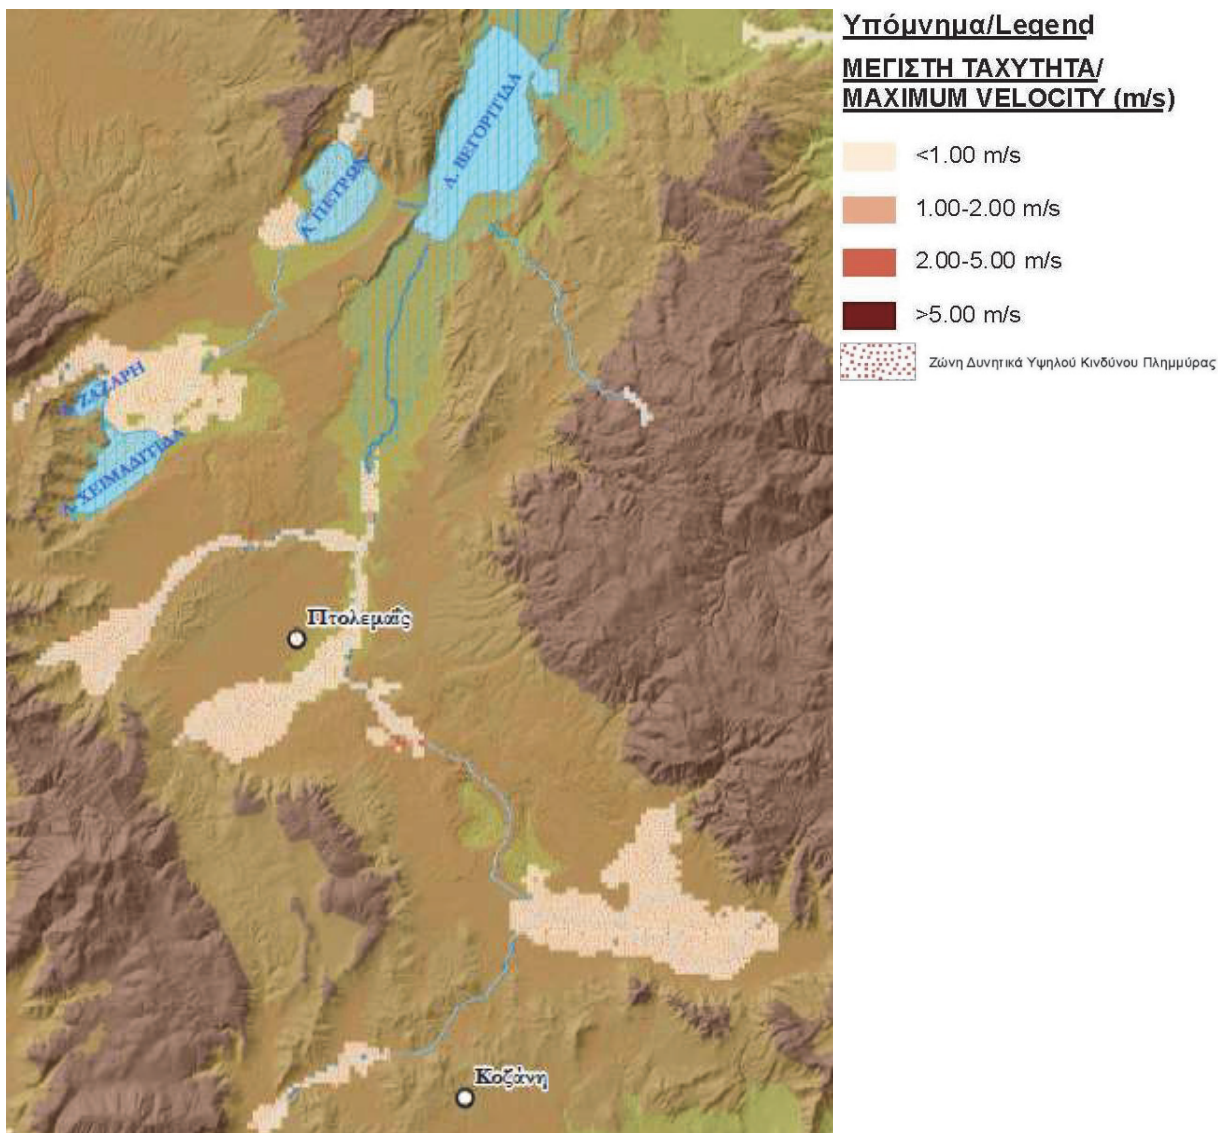 Υπόμνημα/Legend
ΜΕΓΙΣΤΗ ΤΑΧΥΤΗΤΑ/
MAXIMUM VELOCITY (m/s)
<1.00 m/s
1.00-2.00 m/s
2.00-5.00 m/s
>5.00 m/s
Ζώνη Δυνητικά Υψηλού Κινδύνου Πλημμύρας
Λ. ΒΕΓΟΡΙΤΙΔΑ
Λ. ΠΕΤΡΩΝ
Λ. ΖΑΖΑΡΗ
Λ. ΧΕΙΜΑΔΙΤΙΔΑ
Πτολεμαΐς
Κοζάνη